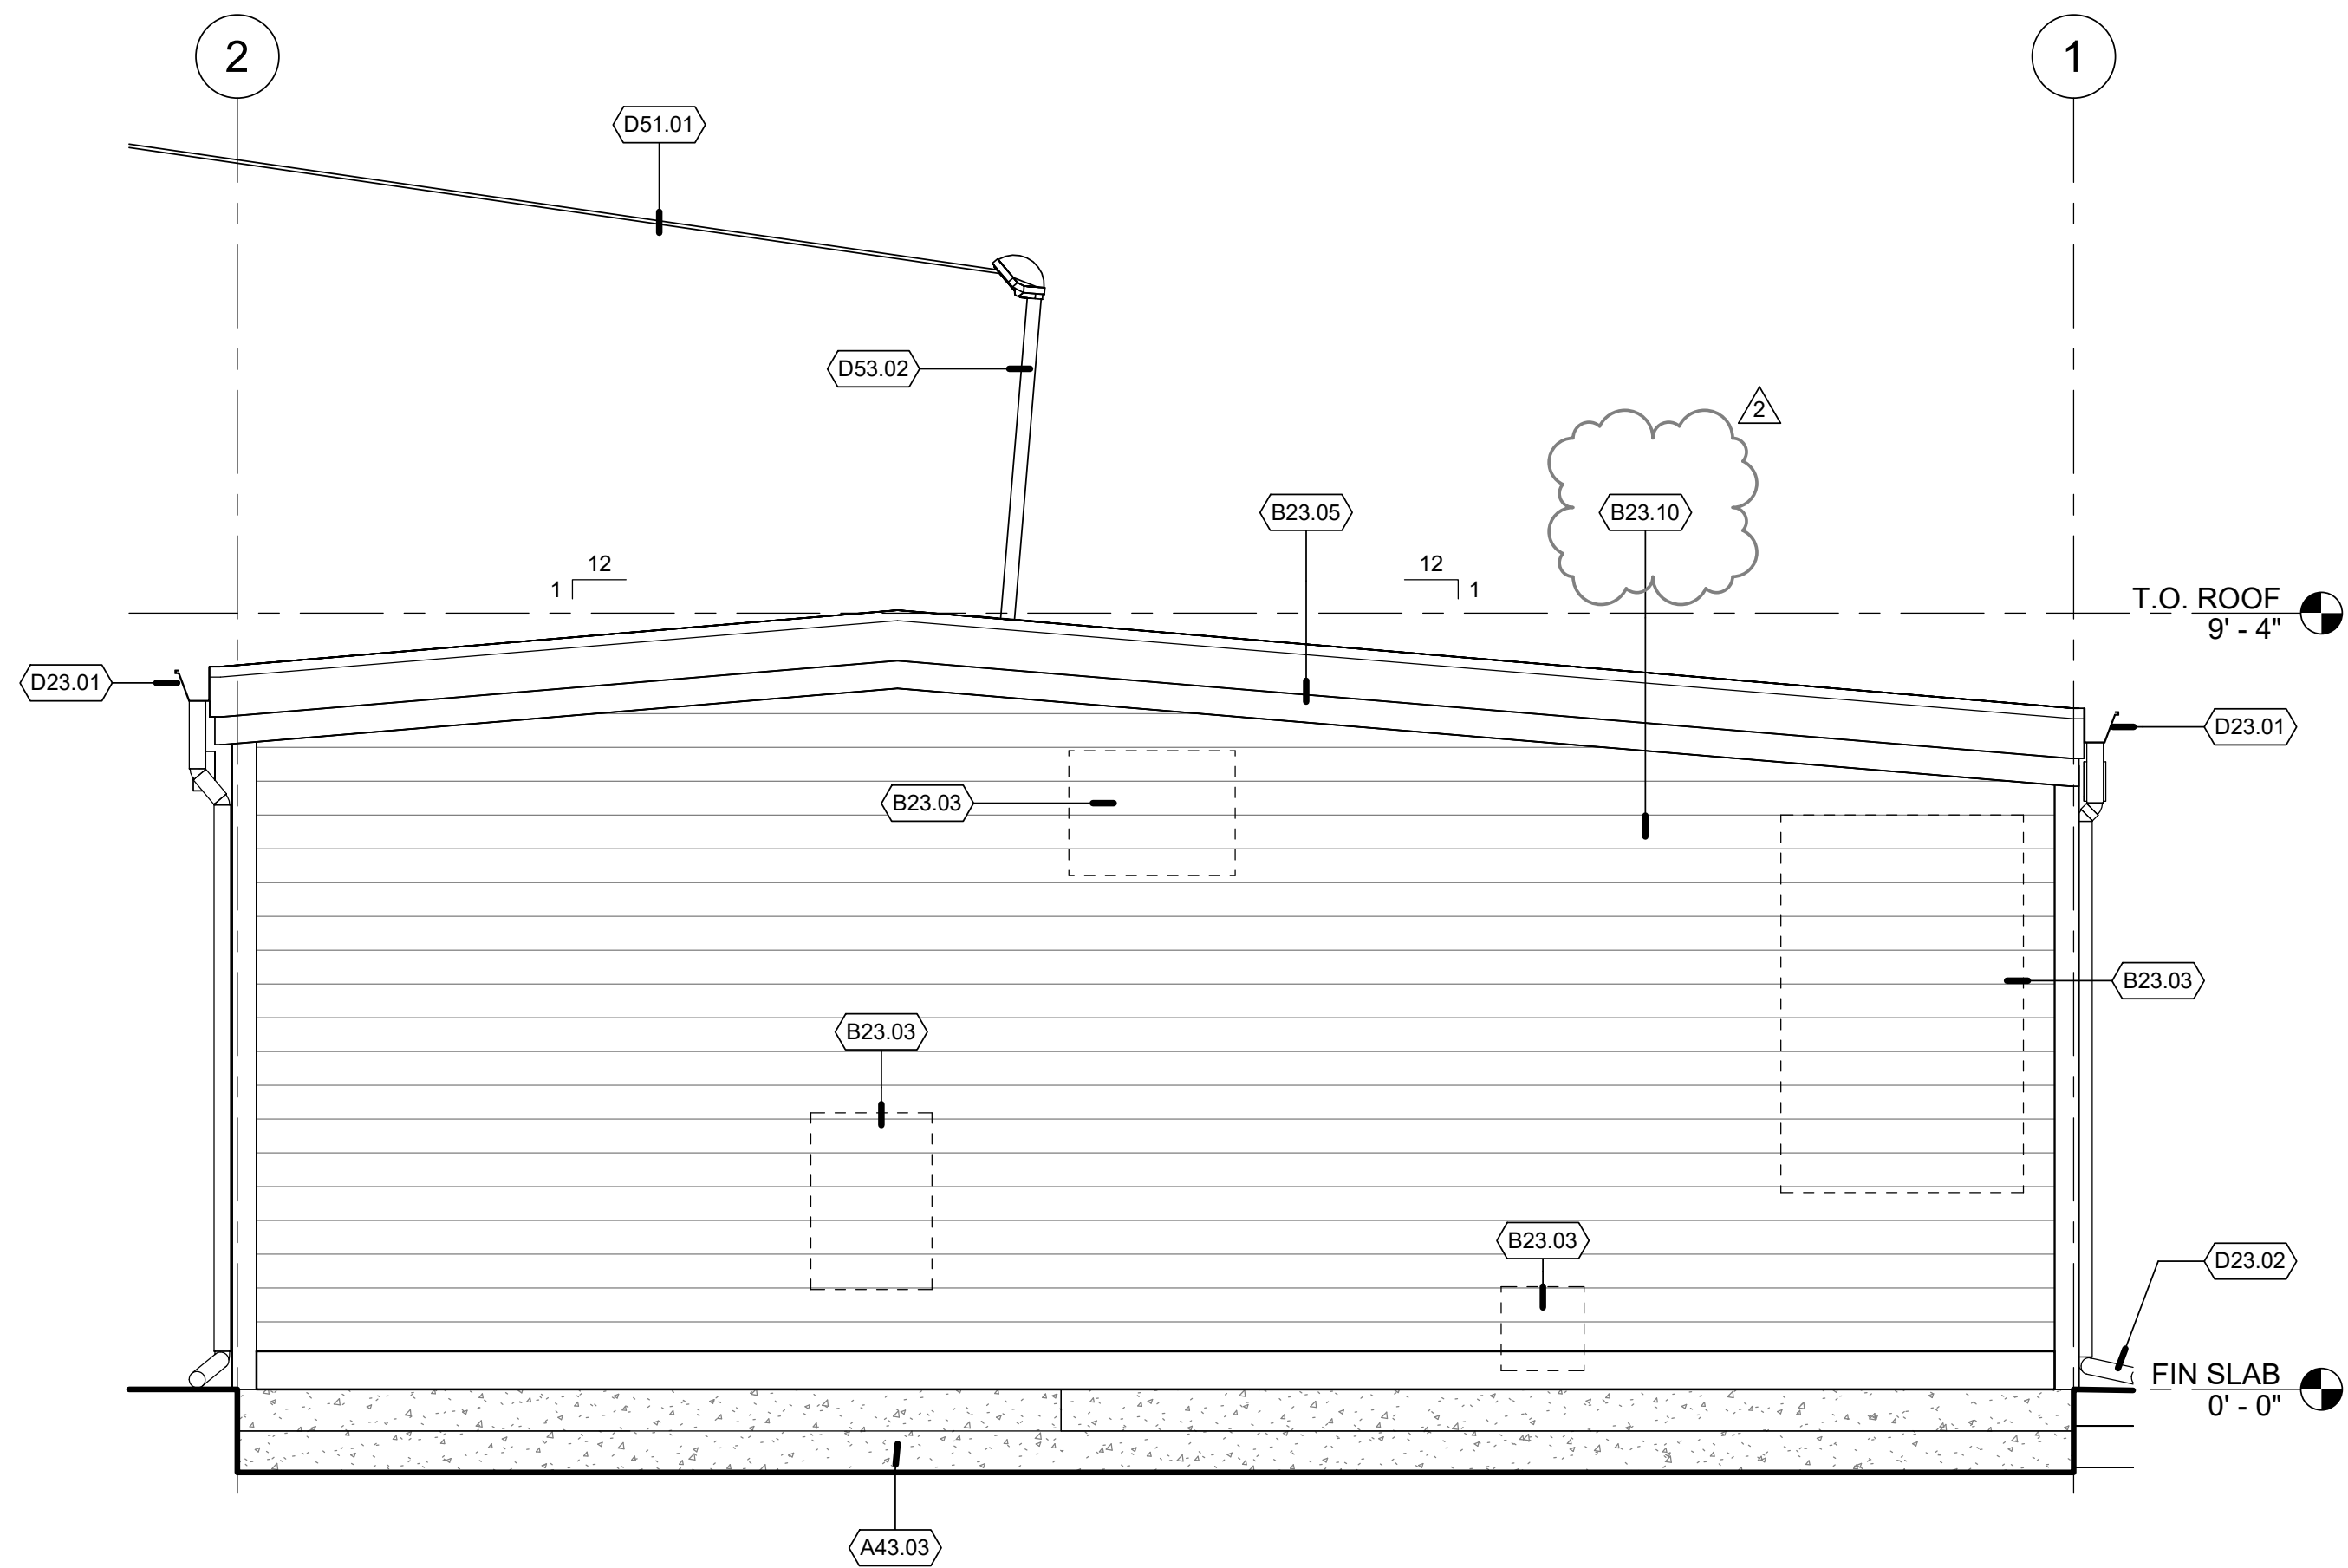 2
1
D51.01
D53.02
2
B23.05
B23.10
12
1
12
1
T.O. ROOF
9' - 4"
D23.01
D23.01
B23.03
B23.03
B23.03
B23.03
D23.02
FIN SLAB
0' - 0"
A43.03